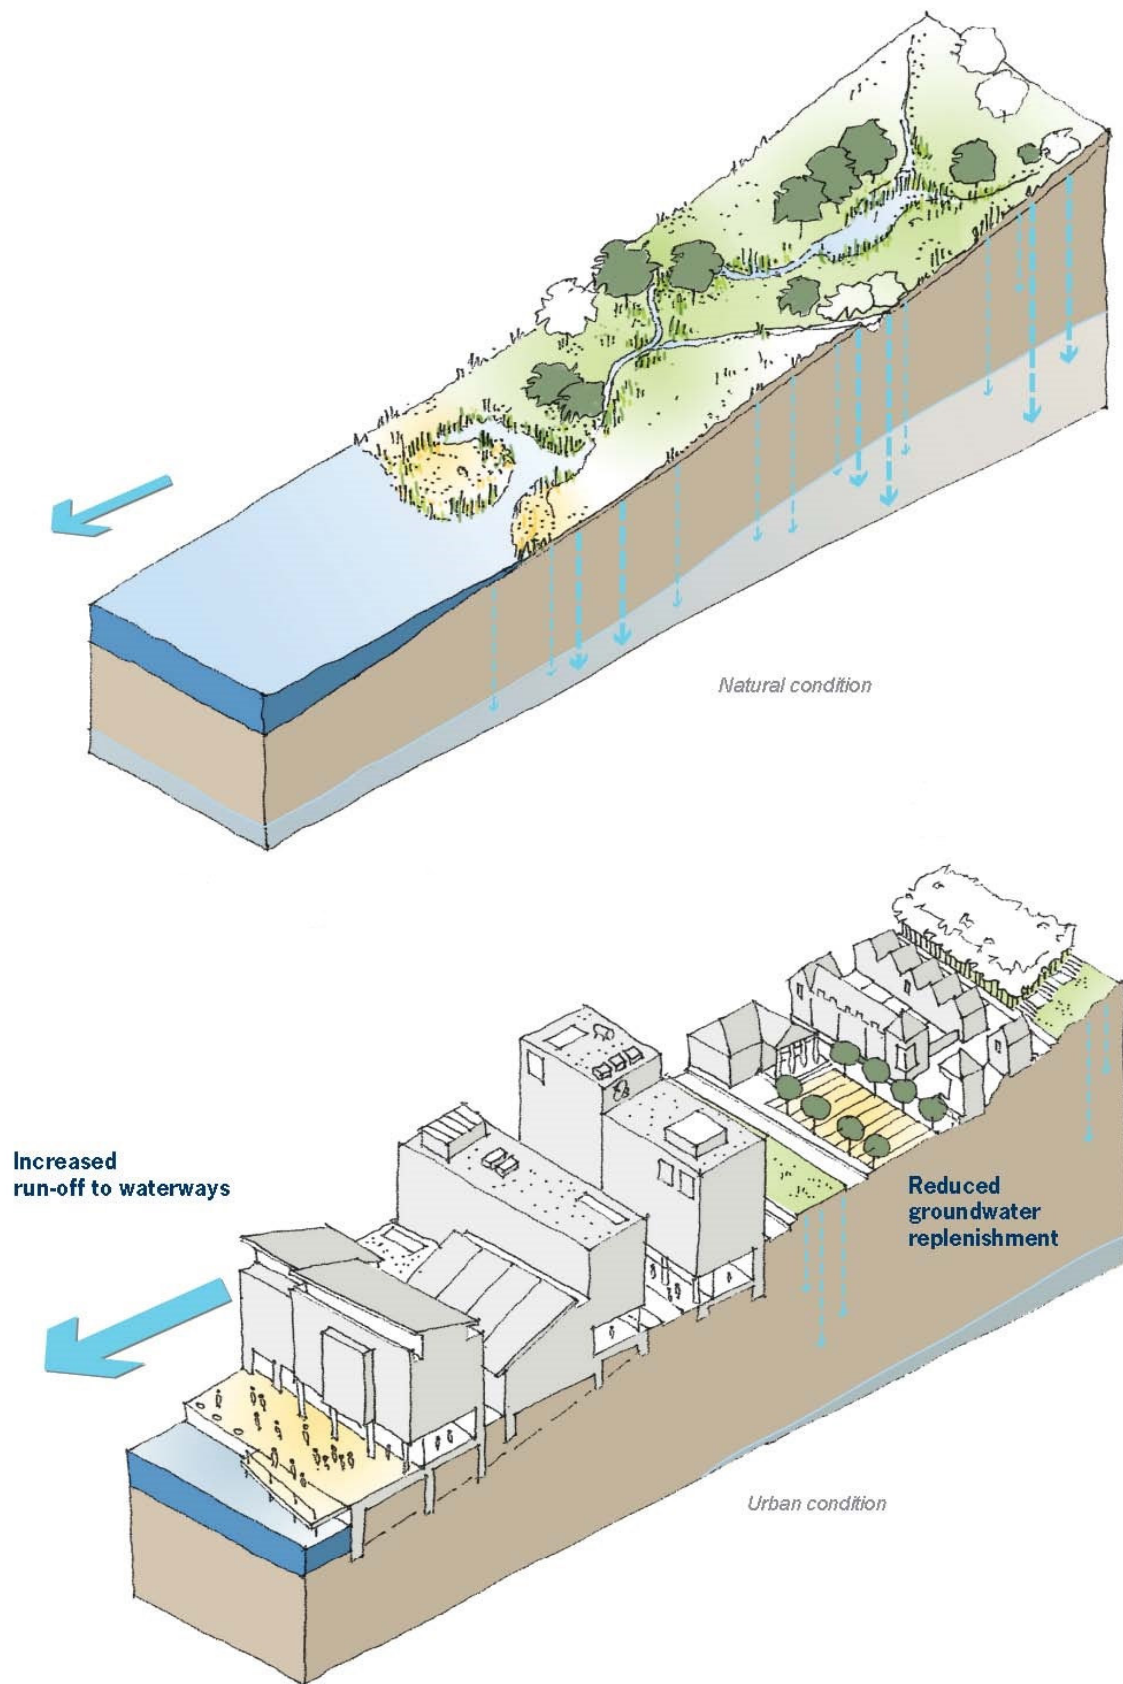 Natural condition
Increased
run-off to waterways
Reduced
groundwater
replenishment
Urban condition